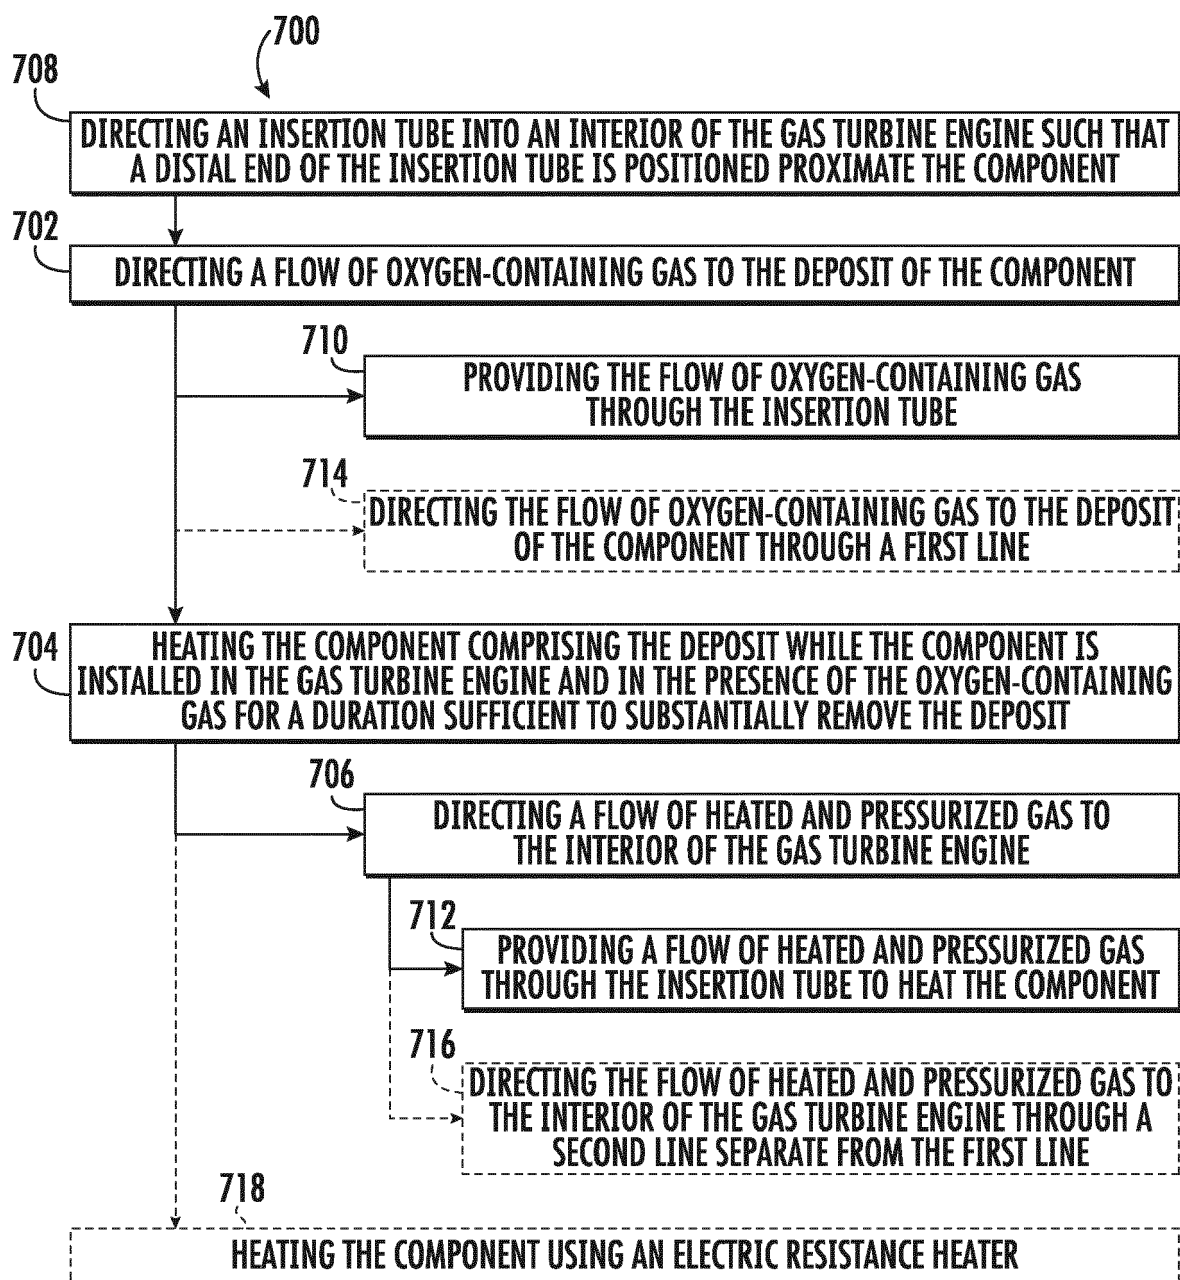 700
708
DIRECTING AN INSERTION TUBE INTO AN INTERIOR OF THE GAS TURBINE ENGINE SUCH THAT
A DISTAL END OF THE INSERTION TUBE IS POSITIONED PROXIMATE THE COMPONENT
702
DIRECTING A FLOW OF OXYGEN-CONTAINING GAS TO THE DEPOSIT OF THE COMPONENT
710
PROVIDING THE FLOW OF OXYGEN-CONTAINING GAS
THROUGH THE INSERTION TUBE
714
DIRECTING THE FLOW OF OXYGEN-CONTAINING GAS TO THE DEPOSIT
OF THE COMPONENT THROUGH A FIRST LINE
704
HEATING THE COMPONENT COMPRISING THE DEPOSIT WHILE THE COMPONENT IS
INSTALLED IN THE GAS TURBINE ENGINE AND IN THE PRESENCE OF THE OXYGEN-CONTAINING
GAS FOR A DURATION SUFFICIENT TO SUBSTANTIALLY REMOVE THE DEPOSIT
706
DIRECTING A FLOW OF HEATED AND PRESSURIZED GAS TO
THE INTERIOR OF THE GAS TURBINE ENGINE
712
PROVIDING A FLOW OF HEATED AND PRESSURIZED GAS
THROUGH THE INSERTION TUBE TO HEAT THE COMPONENT
716
DIRECTING THE FLOW OF HEATED AND PRESSURIZED GAS TO
THE INTERIOR OF THE GAS TURBINE ENGINE THROUGH A
SECOND LINE SEPARATE FROM THE FIRST LINE
718
HEATING THE COMPONENT USING AN ELECTRIC RESISTANCE HEATER